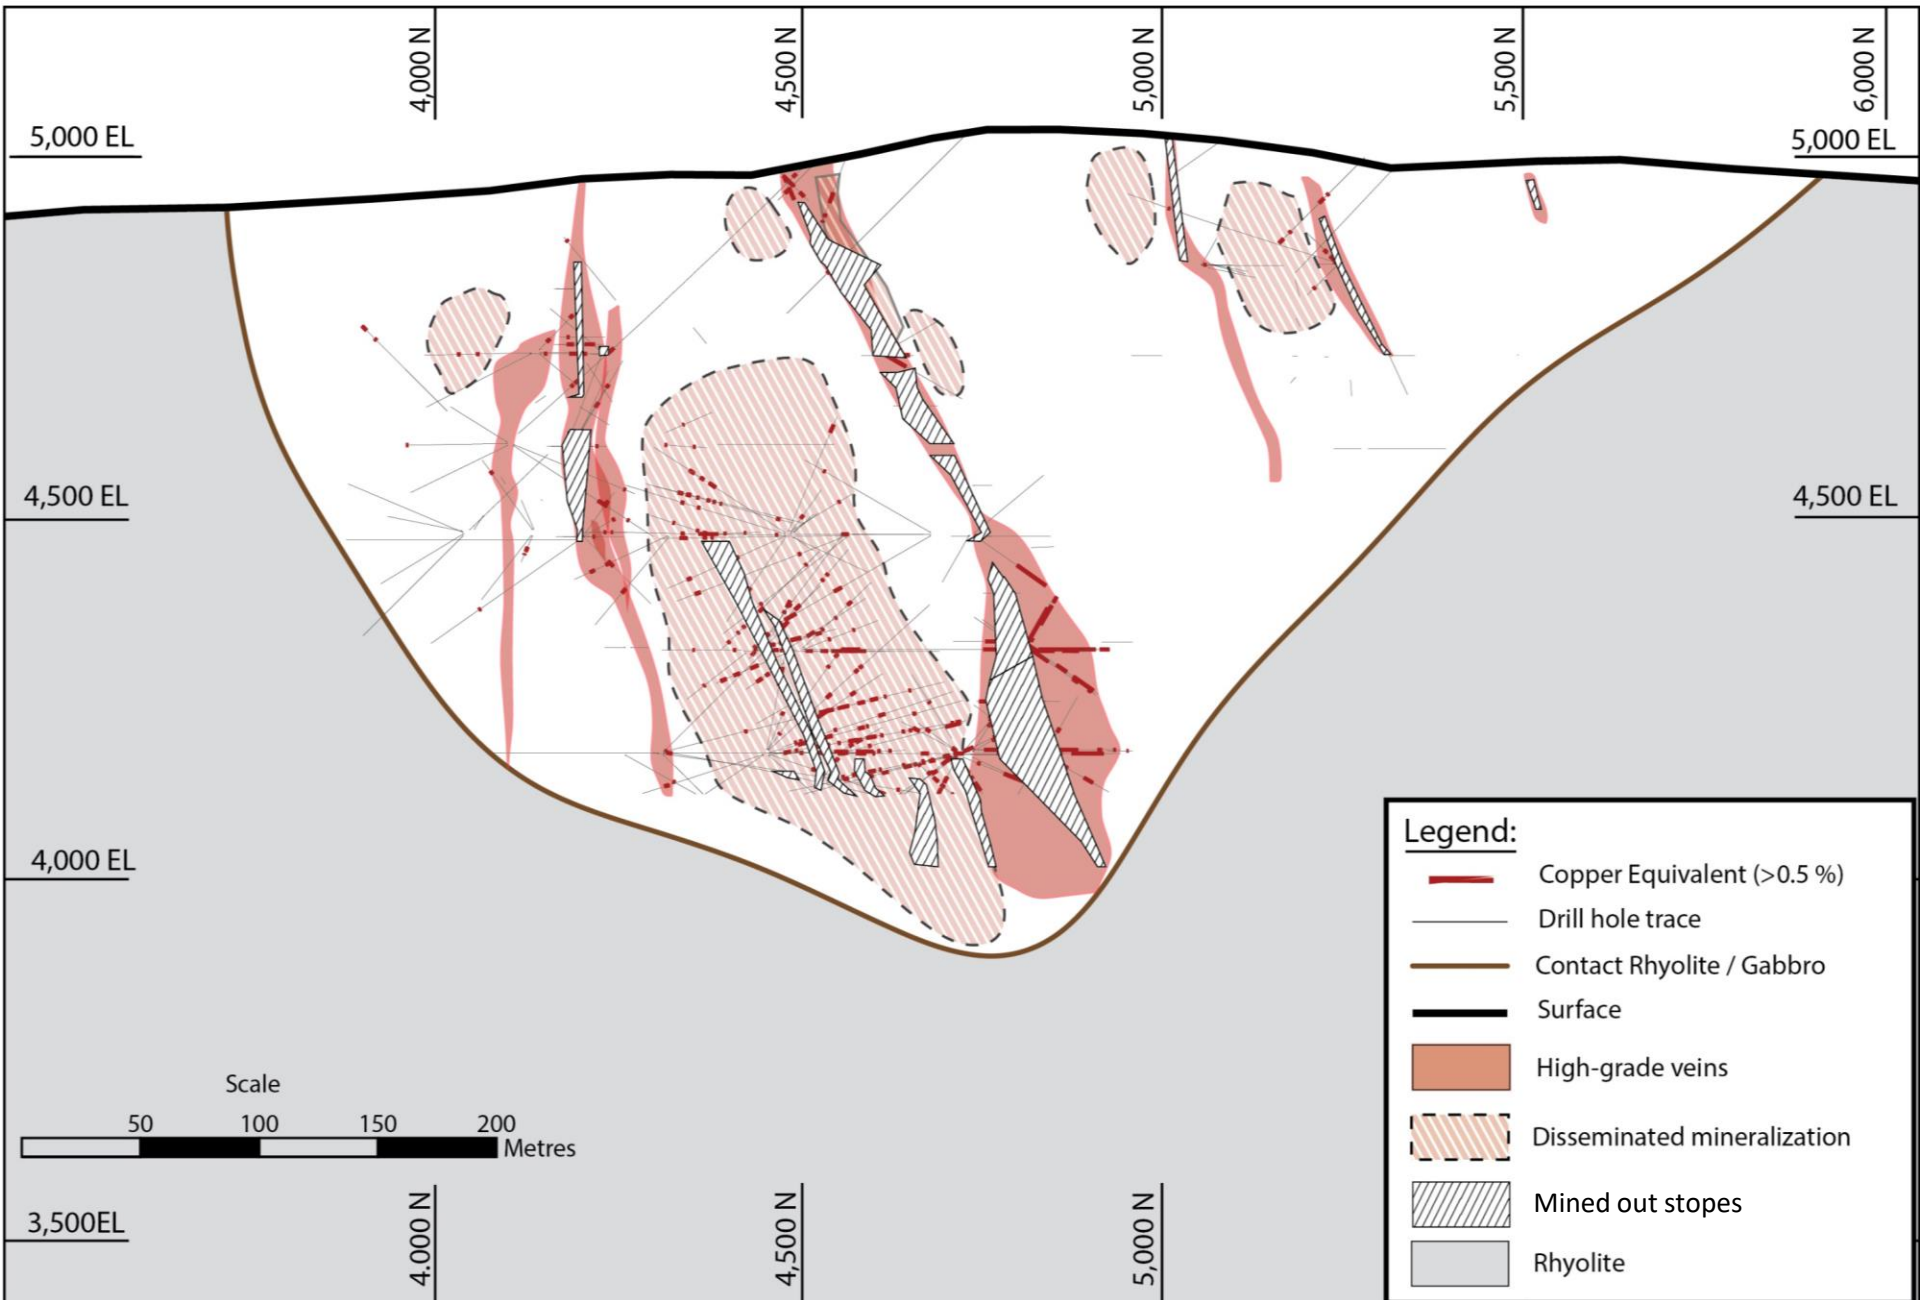 4,000 N
4,500 N
5,000 N
5,500 N
6,000 N
5,000 EL
5,000 EL
4,500 EL
4,500 EL
4,000 EL
Legend:
Copper Equivalent (>0.5 %)
Drill hole trace
Contact Rhyolite / Gabbro
Surface
High-grade veins
Disseminated mineralization
Mined out stopes
Rhyolite
Scale
50 100 150 200
Metres
3,500EL
4.000 N
4,500 N
5,000 N